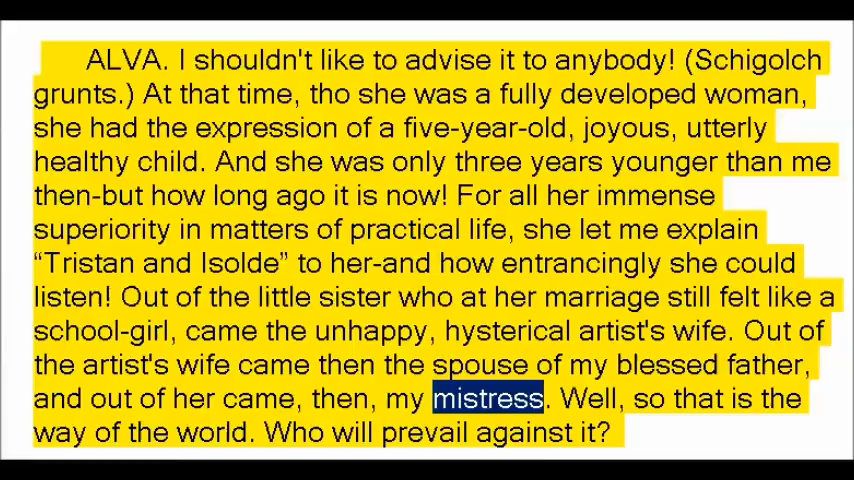 ALVA. I shouldn't like to advise it to anybody! (Schigolch
grunts.) At that time, tho she was a fully developed woman,
she had the expression of a five-year-old, joyous, utterly
healthy child. And she was only three years younger than me
then-but how long ago it is now! For all her immense
superiority in matters of practical life, she let me explain
“Tristan and Isolde” to her-and how entrancingly she could
listen! Out of the little sister who at her marriage still felt like a
school-girl, came the unhappy, hysterical artist's wife. Out of
the artist's wife came then the spouse of my blessed father,
and out of her came, then, my mistress. Well, so that is the
way of the world. Who will prevail against it?